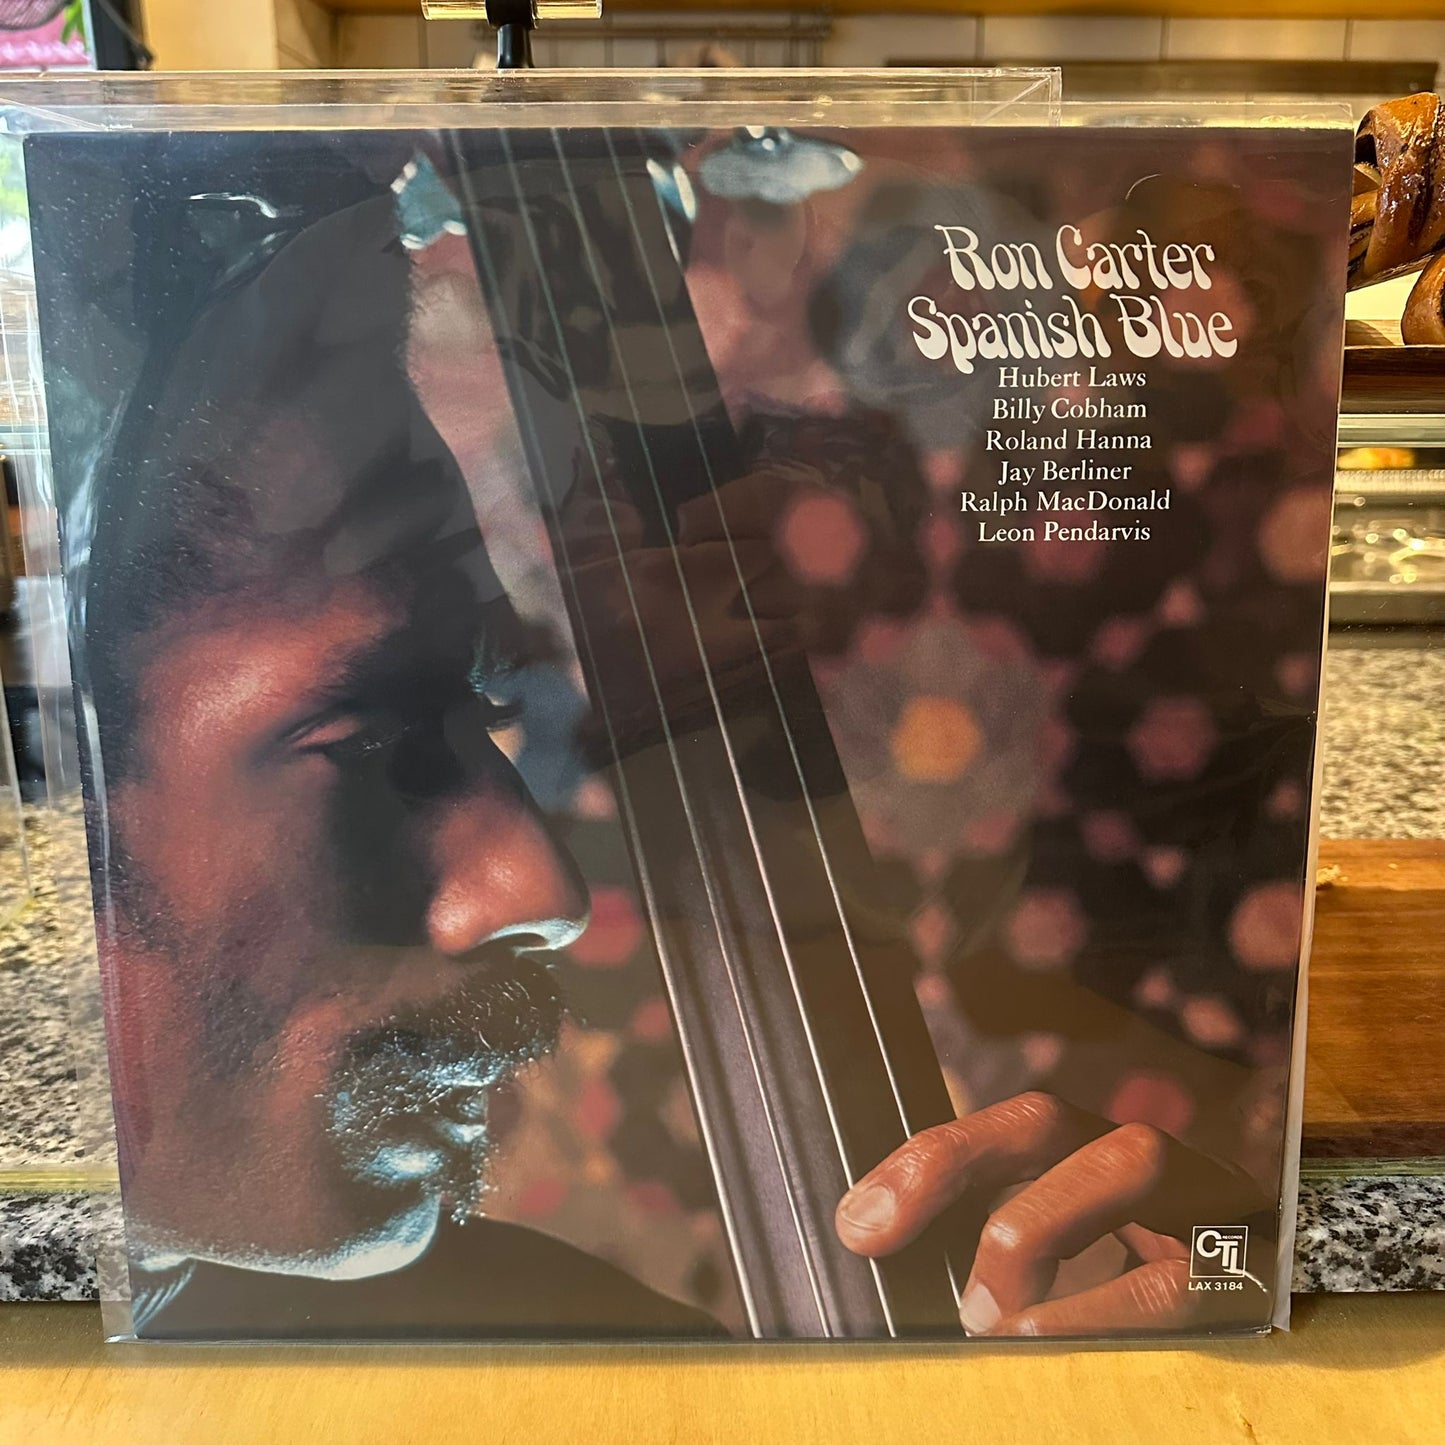 Ron Carter
Spanish Blue
Hubert Laws
Billy Cobham
Roland Hanna
Jay Berliner
Ralph MacDonald
Leon Pendarvis
CTI
RECORDS
LAX 3184